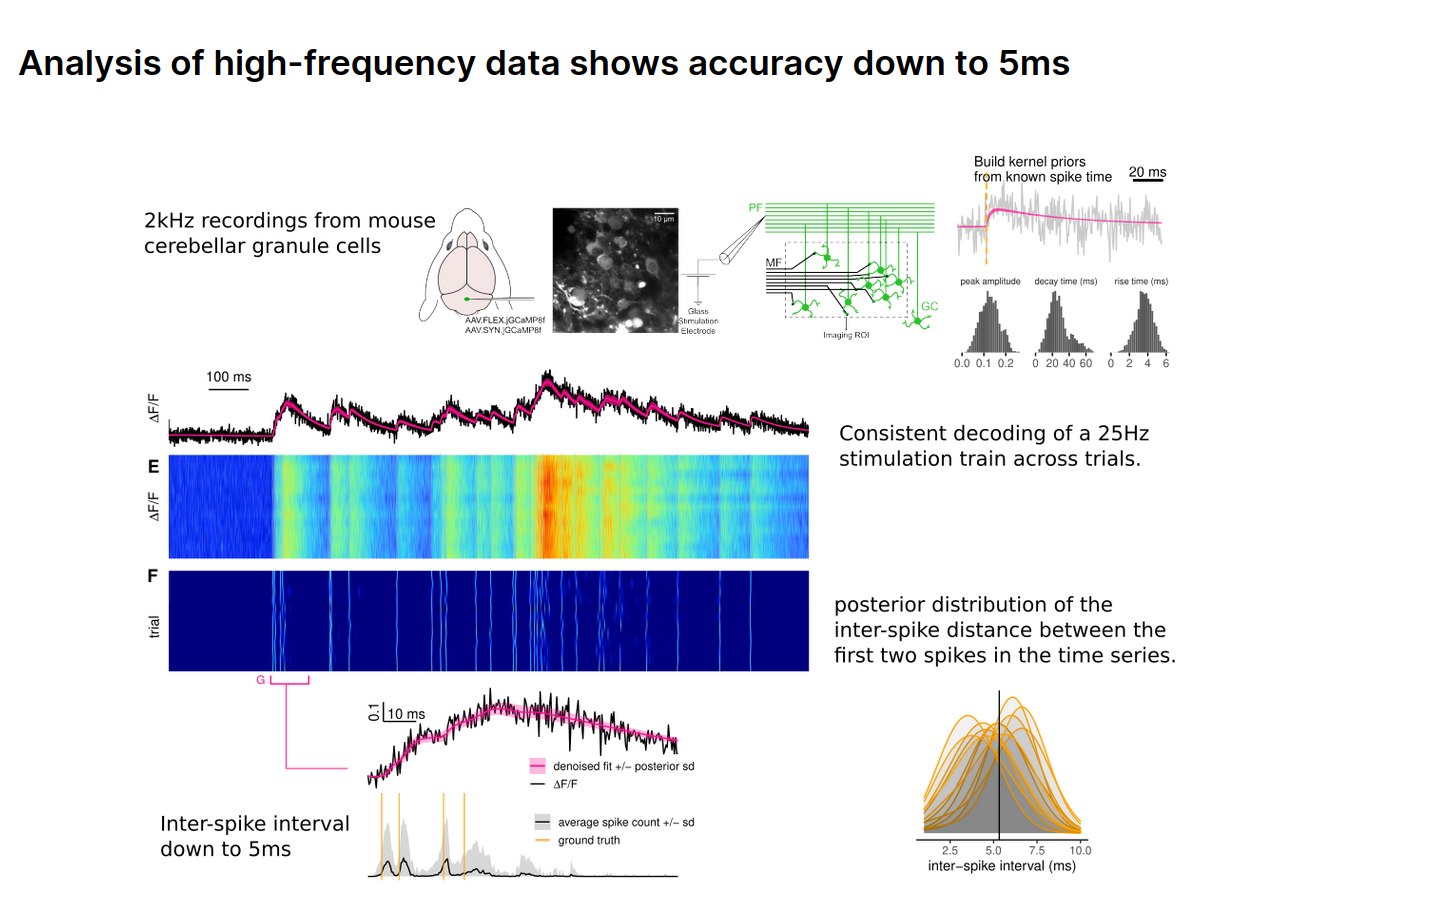 Analysis of high-frequency data shows accuracy down to 5ms
2kHz recordings from mouse
cerebellar granule cells
AAV.FLEX.jGCaMP8f
AAV.SYN.jGCaMP8f
10 µm
Glass
Stimulation
Electrode
PF
MF
GC
Imaging ROI
Build kernel priors
from known spike time
20 ms
peak amplitude
decay time (ms)
rise time (ms)
0.0 0.1 0.2
0 20 40 60
0 2 4 6
100 ms
ΔF/F
Consistent decoding of a 25Hz
stimulation train across trials.
E
ΔF/F
F
trial
posterior distribution of the
inter-spike distance between the
first two spikes in the time series.
G
0.1
10 ms
denoised fit +/− posterior sd
ΔF/F
average spike count +/− sd
ground truth
Inter-spike interval
down to 5ms
2.5 5.0 7.5 10.0
inter−spike interval (ms)